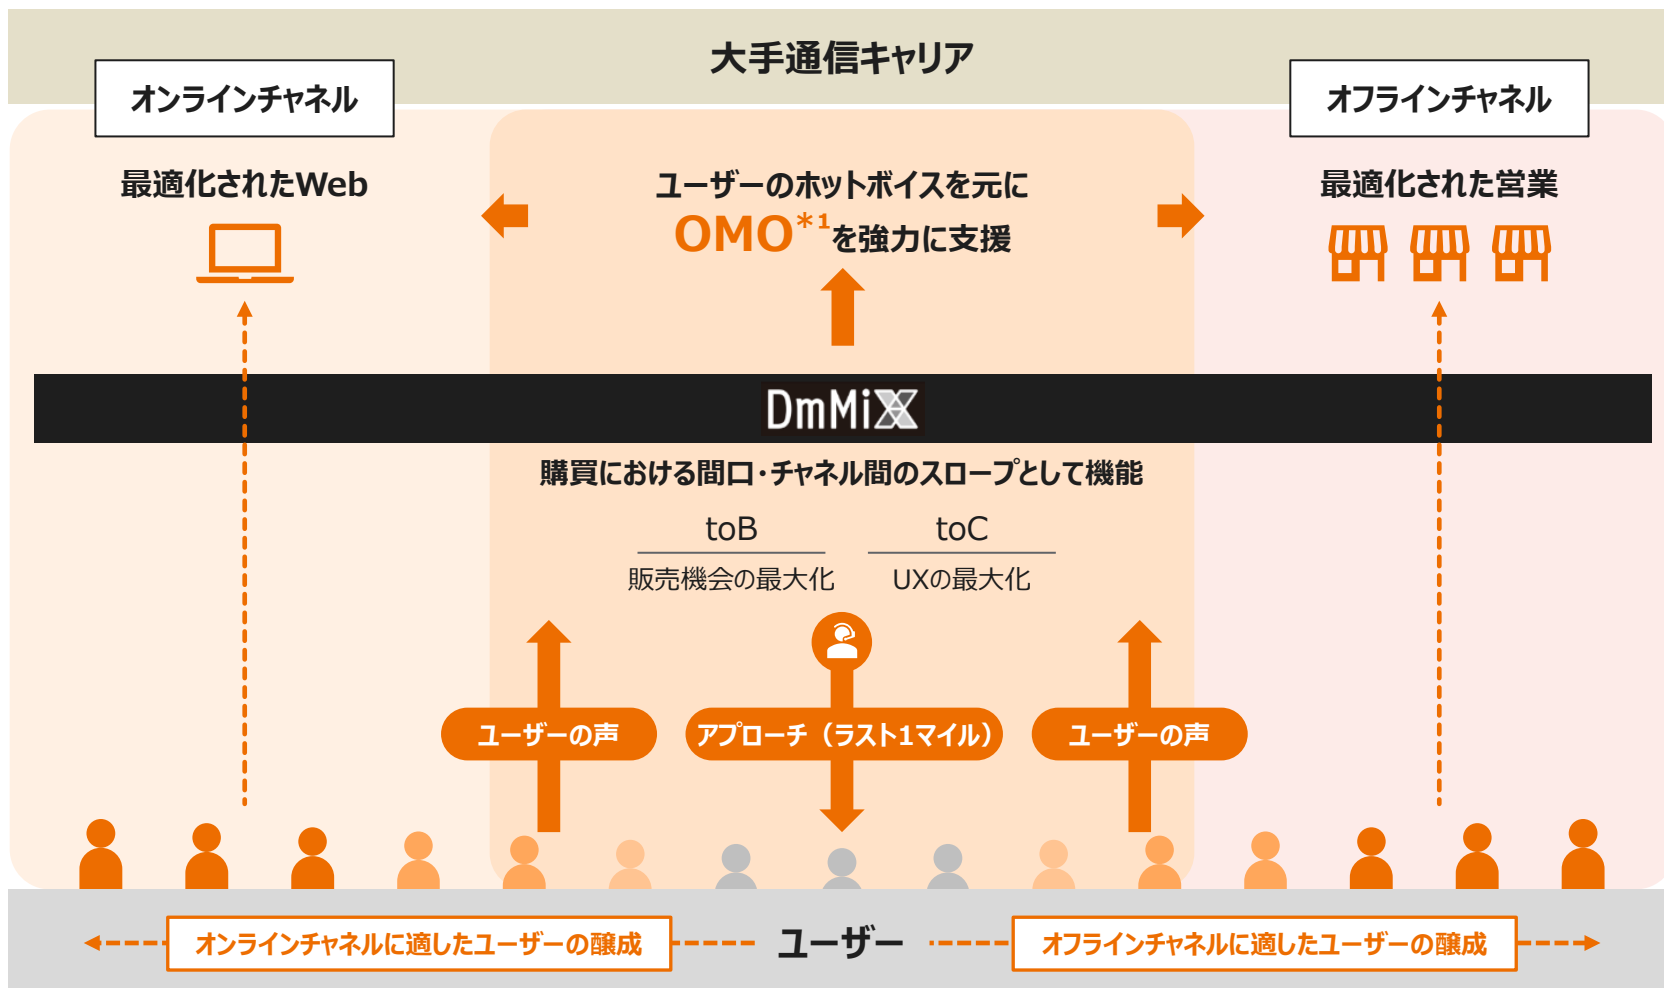 大手通信キャリア
オンラインチャネル
オフラインチャネル
最適化されたWeb
ユーザーのホットボイスを元に
OMO*1を強力に支援
最適化された営業
DmMiX
購買における間口・チャネル間のスロープとして機能
toB
toC
販売機会の最大化
UXの最大化
ユーザーの声
アプローチ（ラスト1マイル）
ユーザーの声
オンラインチャネルに適したユーザーの醸成
ユーザー
オフラインチャネルに適したユーザーの醸成